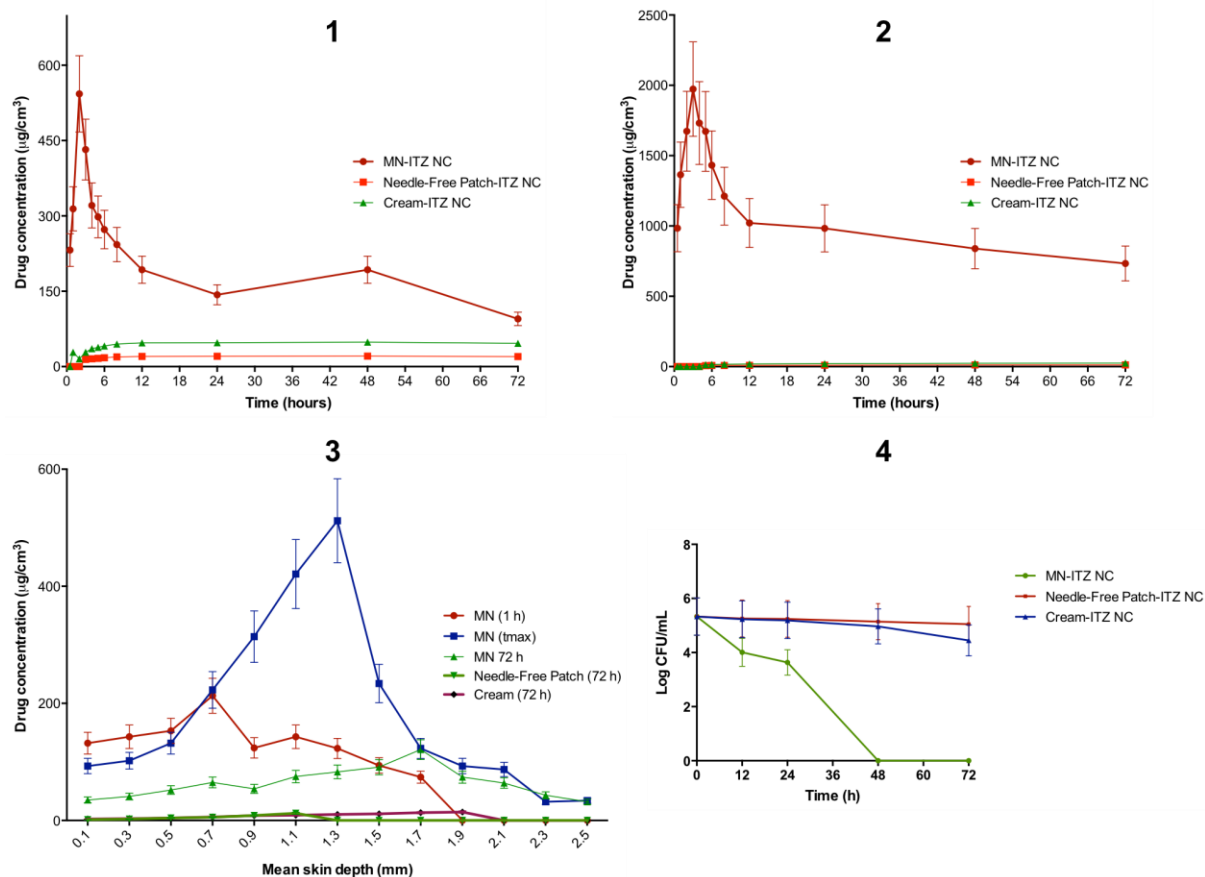 1
Drug concentration (µg/cm³)
600
450
300
150
0
0 6 12 24 30 36 42 48 54 60 66 72
Time (hours)
MN-ITZ NC
Needle-Free Patch-ITZ NC
Cream-ITZ NC
2
Drug concentration (µg/cm³)
2500
2000
1500
1000
500
0
0 6 12 24 30 36 42 48 54 60 66 72
Time (hours)
MN-ITZ NC
Needle-Free Patch-ITZ NC
Cream-ITZ NC
3
Drug concentration (µg/cm³)
600
400
200
0
0.1 0.3 0.5 0.7 0.9 1.1 1.3 1.5 1.7 1.9 2.1 2.3 2.5
Mean skin depth (mm)
MN (1 h)
MN (tmax)
MN 72 h
Needle-Free Patch (72 h)
Cream (72 h)
4
Log CFU/mL
8
6
4
2
0
0 12 24 36 48 60 72
Time (h)
MN-ITZ NC
Needle-Free Patch-ITZ NC
Cream-ITZ NC